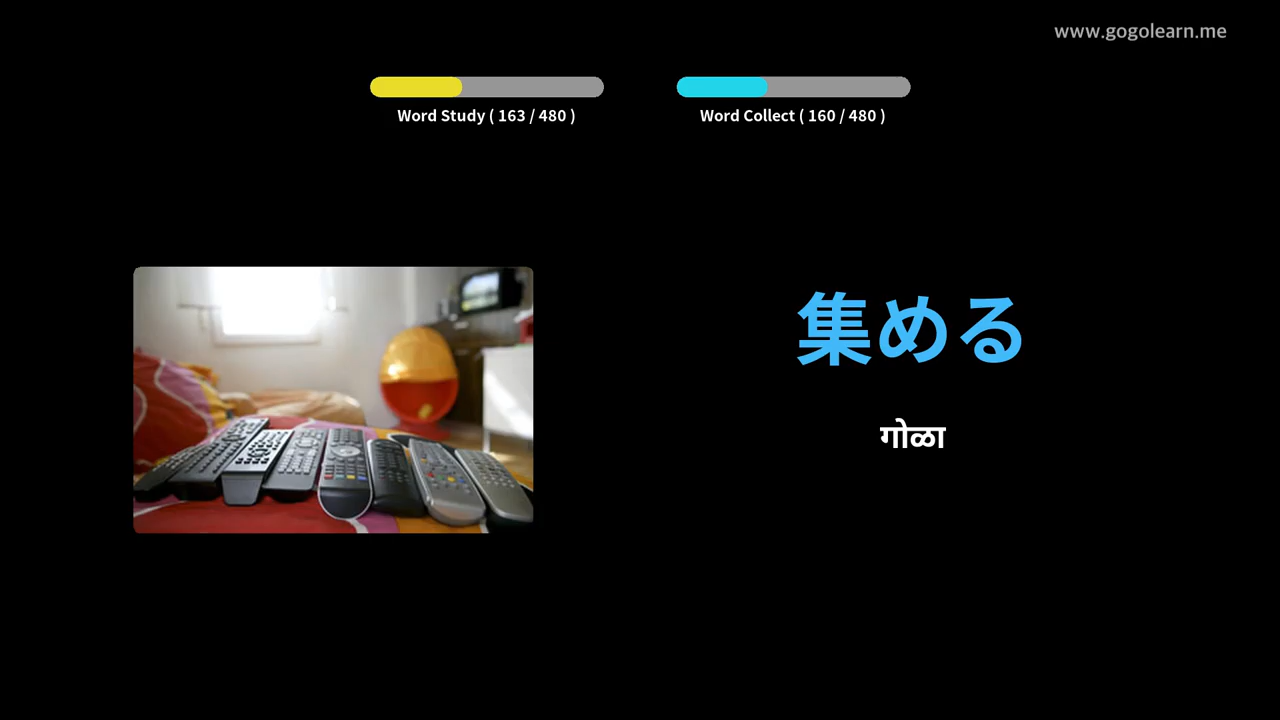 www.gogolearn.me
Word Study ( 163 / 480 )
Word Collect ( 160 / 480 )
集める
गोळा